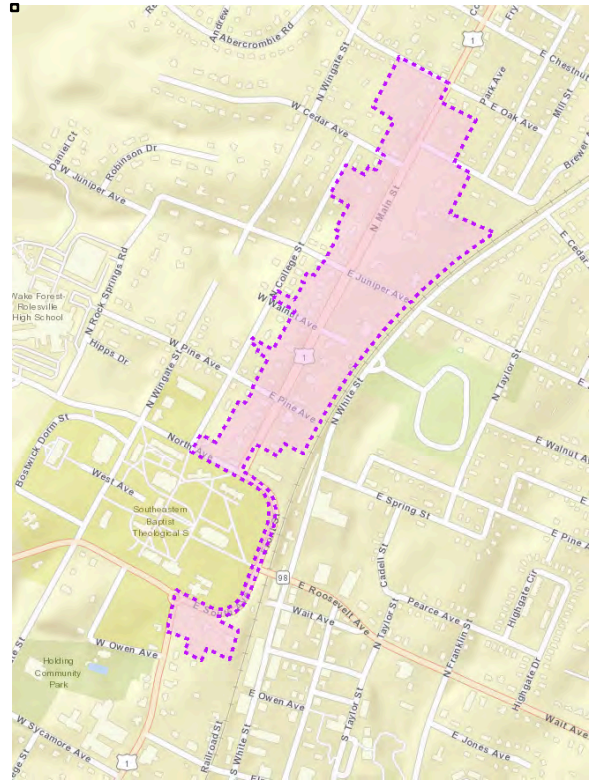 Andrew
Abercrombie Rd
N Wingate St
1
E Chestnut
Park Ave
E Oak Ave
Mill St
Brewer
W Cedar Ave
Daniel Ct
Robinson Dr
W Juniper Ave
N Main St
E Cedar
N College St
E Juniper Ave
N Rock Springs Rd
Wake Forest-
Rolesville
High School
W Walnut Ave
Hipps Dr
W Pine Ave
1
N Wingate St
N Taylor St
E Pine Ave
N White St
E Walnut Av
Bostwick Dorm St
North Ave
West Ave
Southeastern
Baptist
Theological S
E Spring St
E Pine A
Cadell St
98
E Roosevelt Ave
Wait Ave
Pearce Ave
Highgate Cir
N Taylor St
N Franklin St
W Owen Ave
Holding
Community
Park
Highgate Dr
E Owen Ave
Wait Ave
W Sycamore Ave
Railroad St
S White St
S Taylor St
E Jones Ave
1